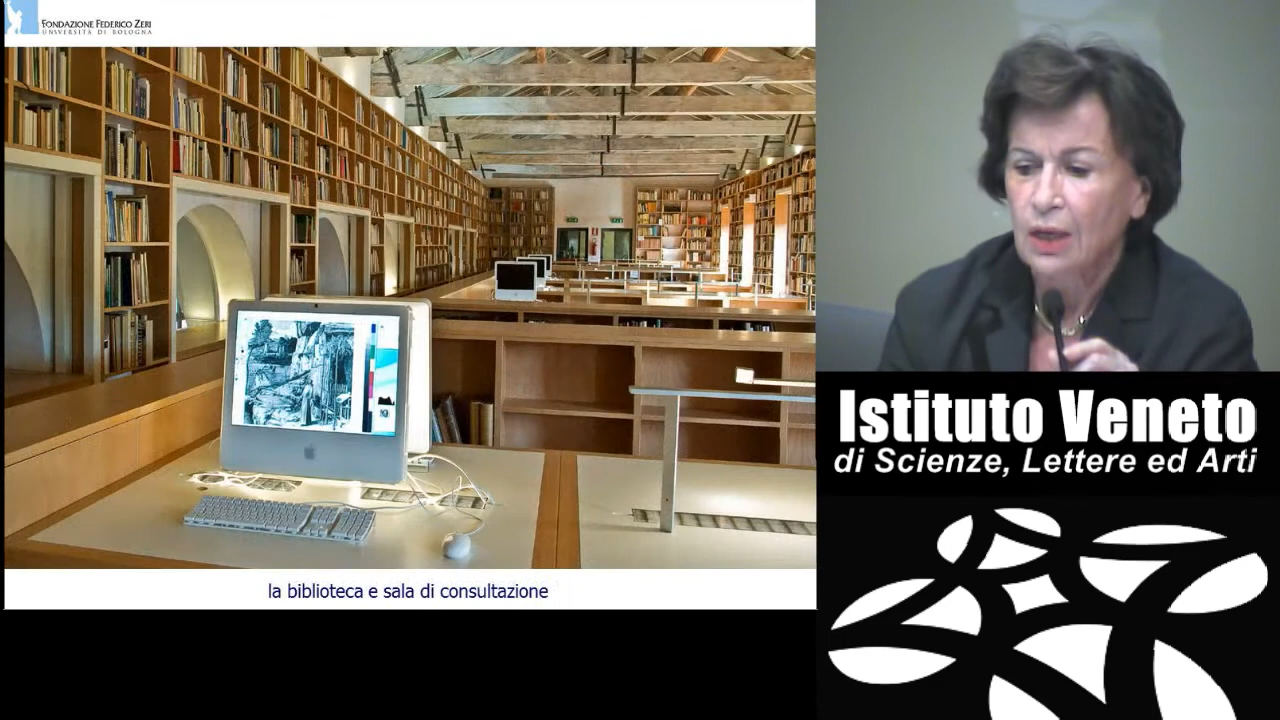 FONDAZIONE FEDERICO ZERI
UNIVERSITÀ DI BOLOGNA
la biblioteca e sala di consultazione
Istituto Veneto
di Scienze, Lettere ed Arti